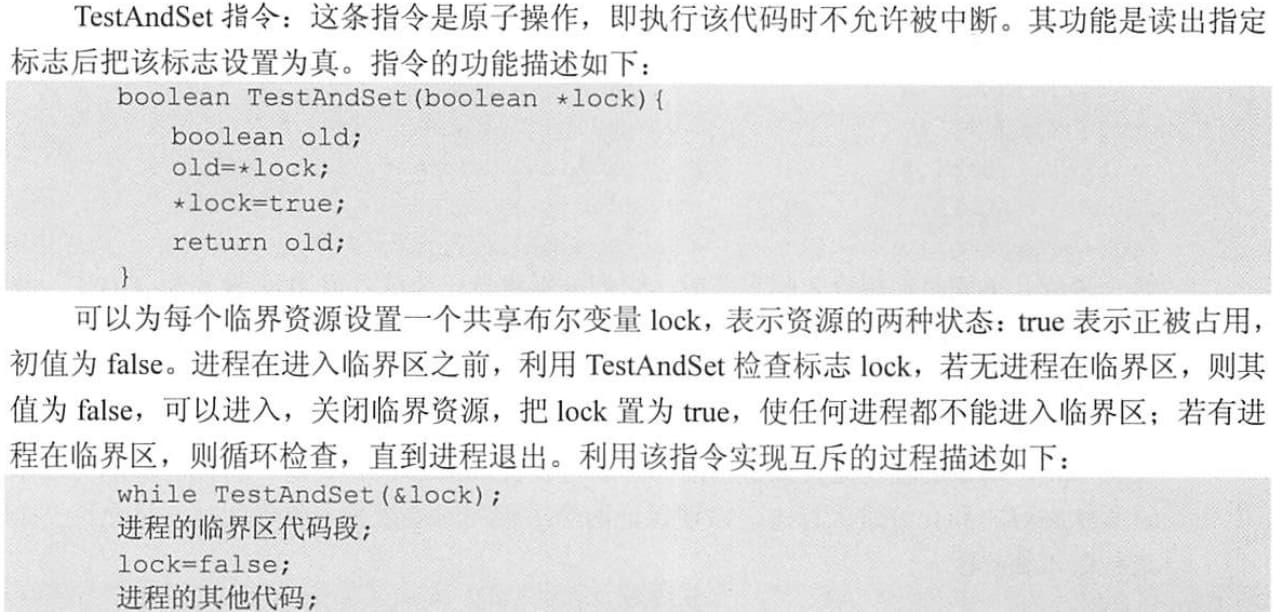 TestAndSet 指令：这条指令是原子操作，即执行该代码时不允许被中断。其功能是读出指定
标志后把该标志设置为真。指令的功能描述如下：
boolean TestAndSet(boolean *lock){
boolean old;
old=*lock;
*lock=true;
return old;
}
可以为每个临界资源设置一个共享布尔变量 lock，表示资源的两种状态：true 表示正被占用，
初值为 false。进程在进入临界区之前，利用 TestAndSet 检查标志 lock，若无进程在临界区，则其
值为 false，可以进入，关闭临界资源，把 lock 置为 true，使任何进程都不能进入临界区；若有进
程在临界区，则循环检查，直到进程退出。利用该指令实现互斥的过程描述如下：
while TestAndSet(&lock);
进程的临界区代码段;
lock=false;
进程的其他代码;